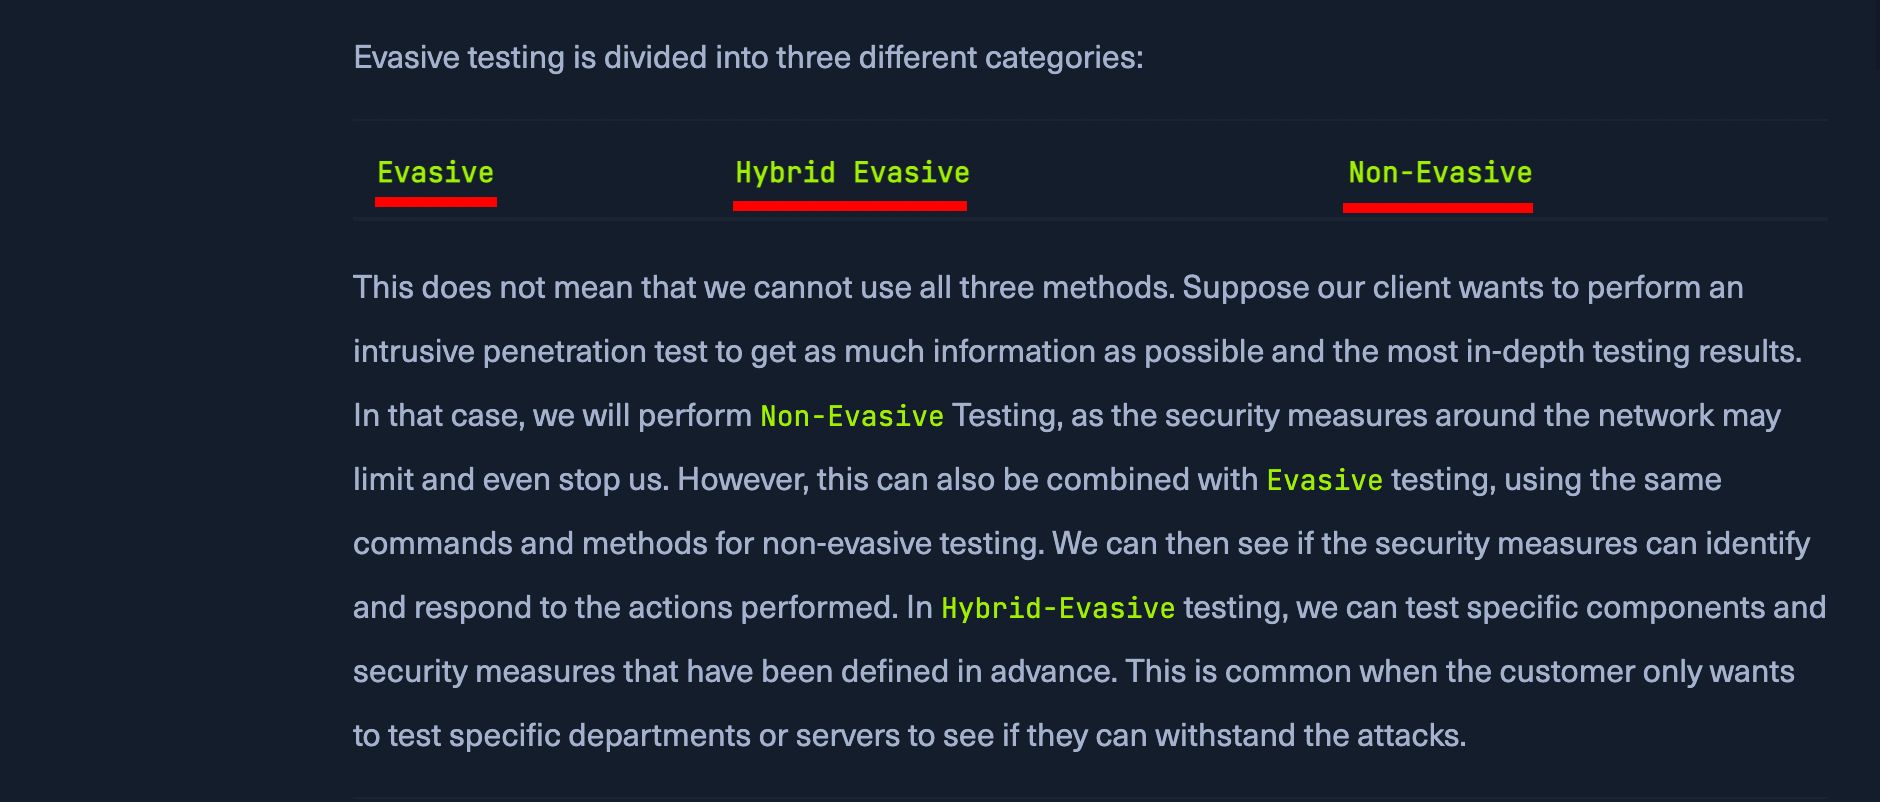 Evasive testing is divided into three different categories:
Evasive Hybrid Evasive Non-Evasive
This does not mean that we cannot use all three methods. Suppose our client wants to perform an
intrusive penetration test to get as much information as possible and the most in-depth testing results.
In that case, we will perform Non-Evasive Testing, as the security measures around the network may
limit and even stop us. However, this can also be combined with Evasive testing, using the same
commands and methods for non-evasive testing. We can then see if the security measures can identify
and respond to the actions performed. In Hybrid-Evasive testing, we can test specific components and
security measures that have been defined in advance. This is common when the customer only wants
to test specific departments or servers to see if they can withstand the attacks.